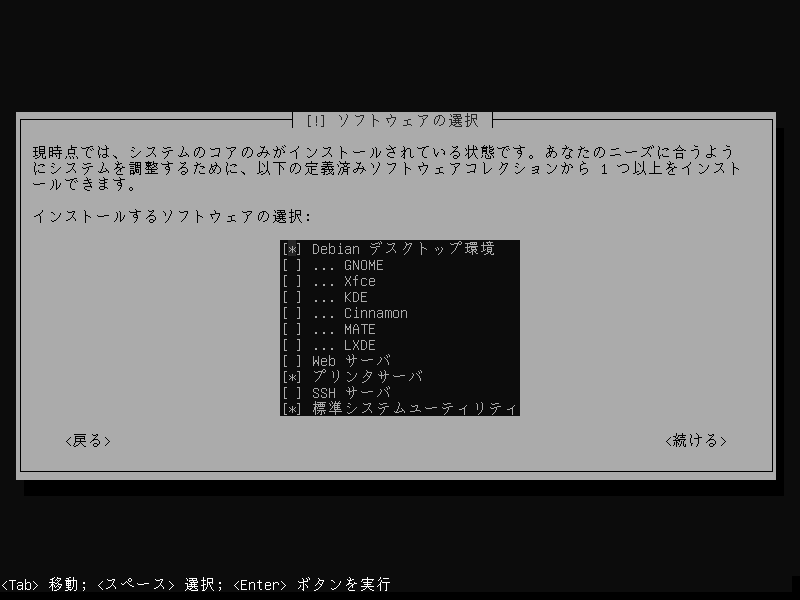 [!] ソフトウェアの選択
現時点では、システムのコアのみがインストールされている状態です。あなたのニーズに合うよう
にシステムを調整するために、以下の定義済みソフトウェアコレクションから 1 つ以上をインスト
ールできます。
インストールするソフトウェアの選択:
[*] Debian デスクトップ環境
[ ] ... GNOME
[ ] ... Xfce
[ ] ... KDE
[ ] ... Cinnamon
[ ] ... MATE
[ ] ... LXDE
[ ] Web サーバ
[*] プリンタサーバ
[ ] SSH サーバ
[*] 標準システムユーティリティ
<戻る> <続ける>
<Tab> 移動; <スペース> 選択; <Enter> ボタンを実行